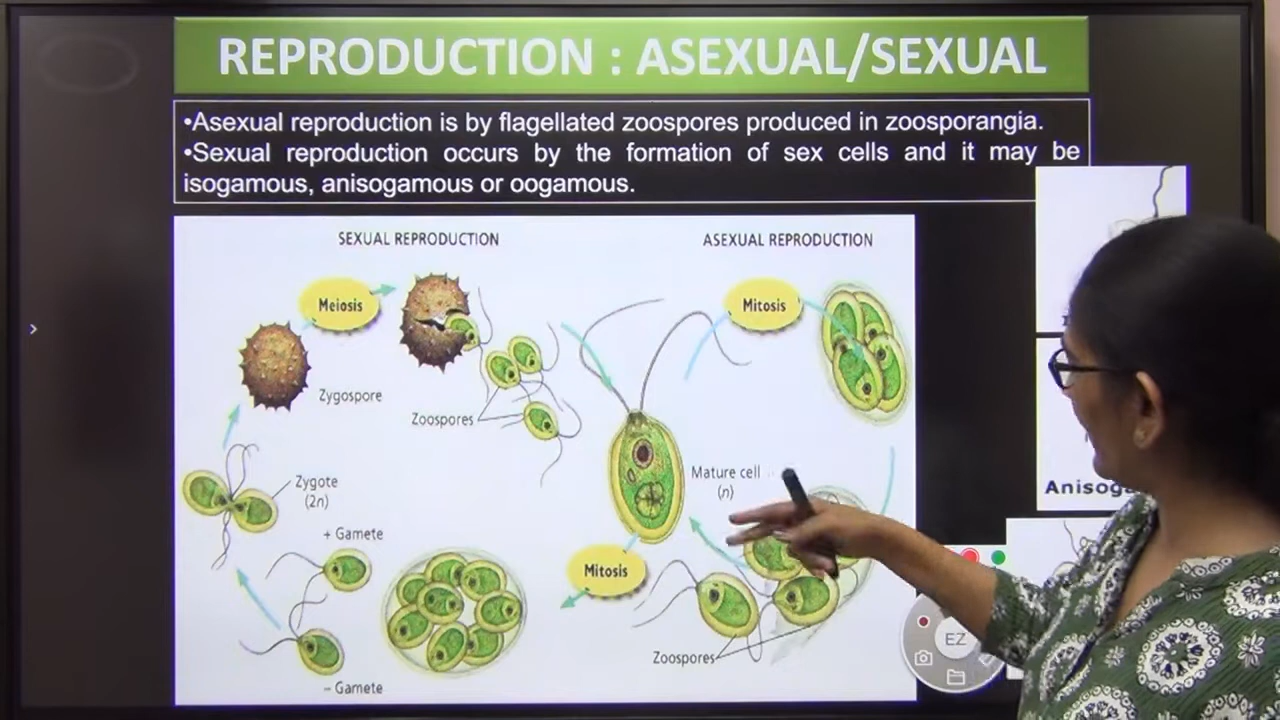 REPRODUCTION : ASEXUAL/SEXUAL
•Asexual reproduction is by flagellated zoospores produced in zoosporangia.
•Sexual reproduction occurs by the formation of sex cells and it may be
isogamous, anisogamous or oogamous.
SEXUAL REPRODUCTION
ASEXUAL REPRODUCTION
Meiosis
Mitosis
Zygospore
Zoospores
Mature cell
(n)
Zygote
(2n)
+ Gamete
Mitosis
Zoospores
– Gamete
EZ